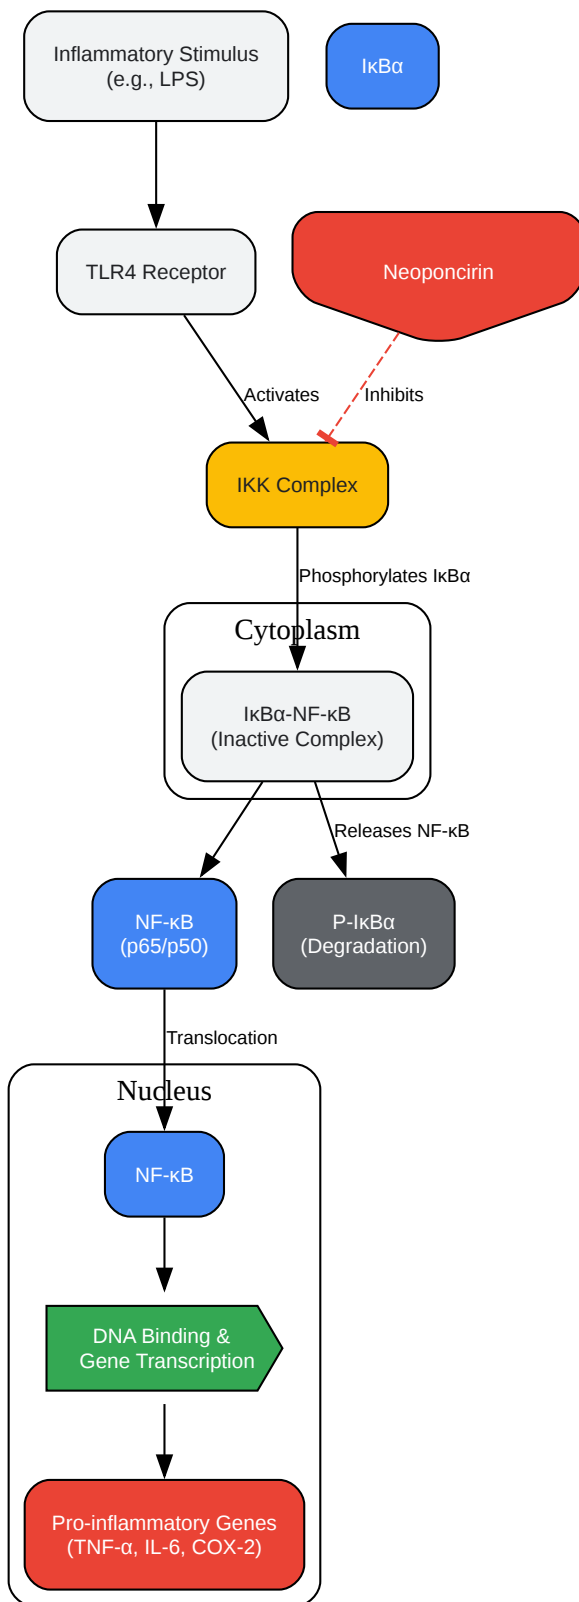 Inflammatory Stimulus
(e.g., LPS)
IκBα
TLR4 Receptor
Neoponcirin
Activates
Inhibits
IKK Complex
Phosphorylates IκBα
Cytoplasm
IκBα-NF-κB
(Inactive Complex)
Releases NF-κB
NF-κB
(p65/p50)
P-IκBα
(Degradation)
Translocation
Nucleus
NF-κB
DNA Binding &
Gene Transcription
Pro-inflammatory Genes
(TNF-α, IL-6, COX-2)